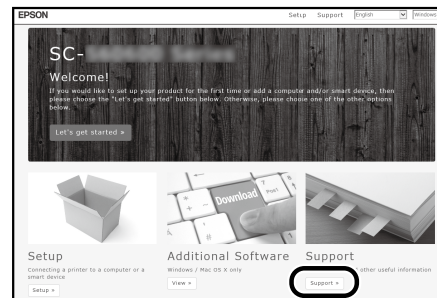 EPSON
Setup Support English Windows
SC-
Welcome!
If you would like to set up your product for the first time or add a computer and/or smart device, then
please choose the "Let's get started" button below. Otherwise, please choose one of the other options
below.
Let's get started »
Download
Setup
Additional Software
Support
Connecting a printer to a computer or a
smart device
Windows / Mac OS X only
other useful information
Setup »
View »
Support »